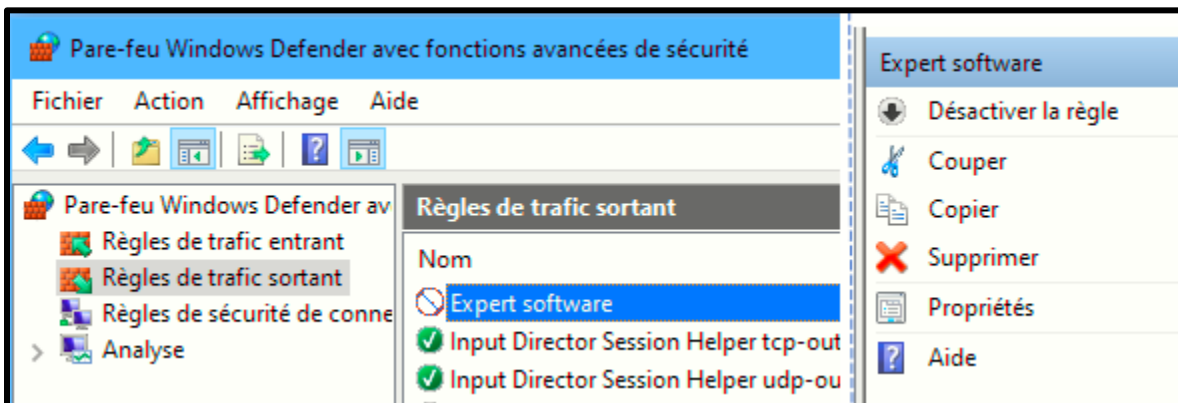 Pare-feu Windows Defender avec fonctions avancées de sécurité
Fichier Action Affichage Aide
Pare-feu Windows Defender av
Règles de trafic entrant
Règles de trafic sortant
Règles de sécurité de conne
Analyse
Règles de trafic sortant
Nom
Expert software
Input Director Session Helper tcp-out
Input Director Session Helper udp-ou
Expert software
Désactiver la règle
Couper
Copier
Supprimer
Propriétés
Aide